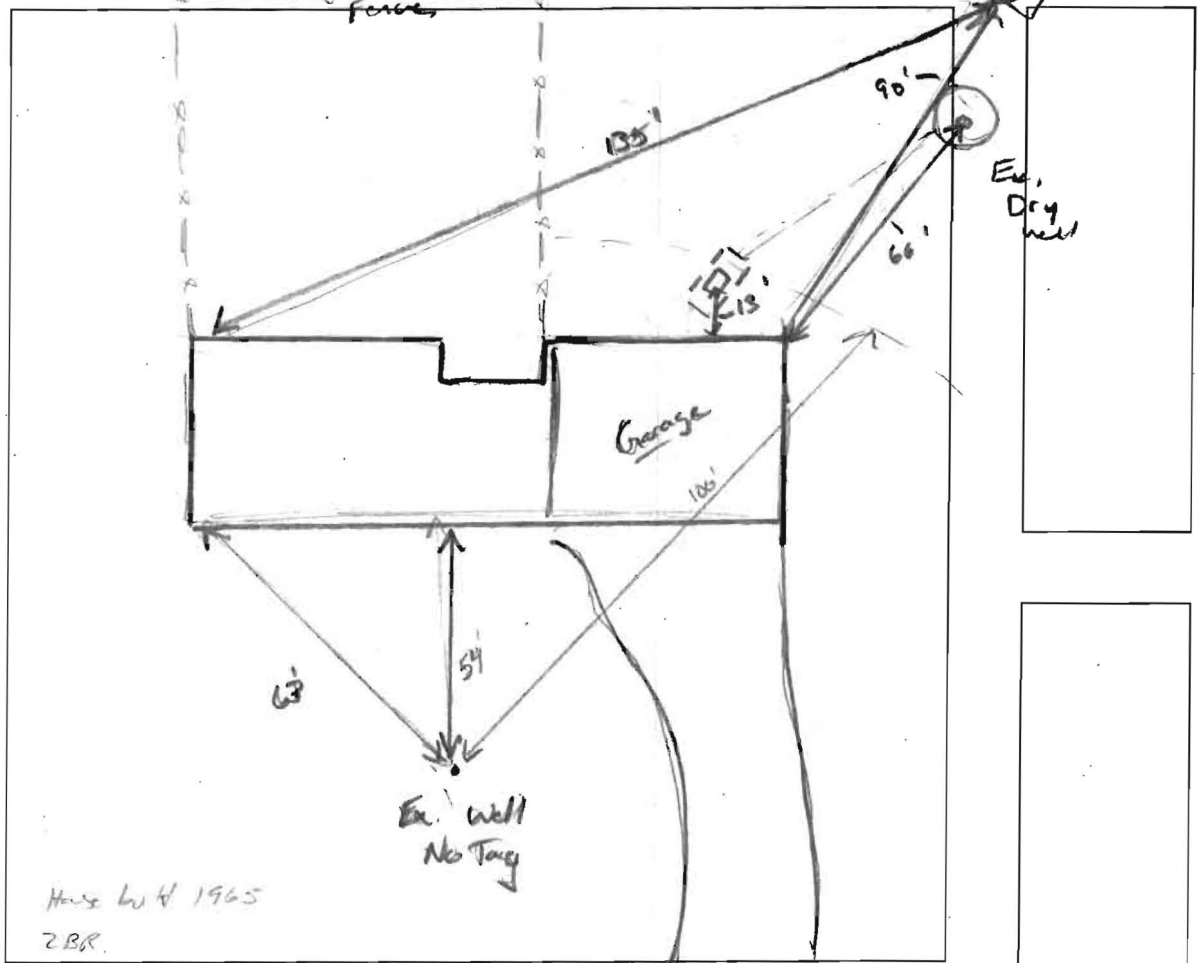 Fence
90'
135'
Ex.
Dry
Well
66'
13'
Garage
106'
54'
63'
Ex. Well
No Tag
House built 1965
2BR.